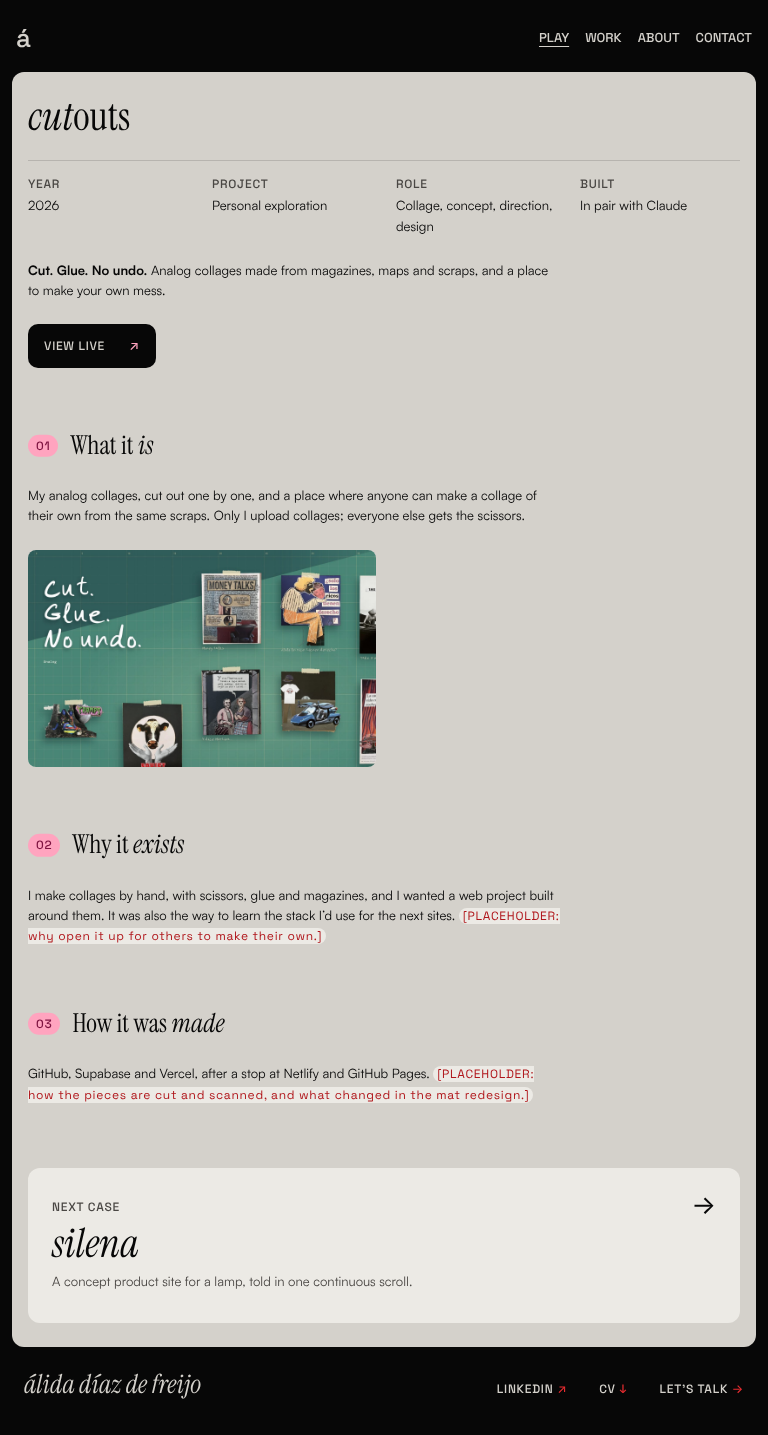 á
PLAY WORK ABOUT CONTACT
cutouts
YEAR PROJECT ROLE BUILT
2026 Personal exploration Collage, concept, direction, In pair with Claude
design
Cut. Glue. No undo. Analog collages made from magazines, maps and scraps, and a place
to make your own mess.
VIEW LIVE ↗
01 What it is
My analog collages, cut out one by one, and a place where anyone can make a collage of
their own from the same scraps. Only I upload collages; everyone else gets the scissors.
Cut.
Glue.
No undo.
MONEY TALKS
02 Why it exists
I make collages by hand, with scissors, glue and magazines, and I wanted a web project built
around them. It was also the way to learn the stack I'd use for the next sites. [PLACEHOLDER:
why open it up for others to make their own.]
03 How it was made
GitHub, Supabase and Vercel, after a stop at Netlify and GitHub Pages. [PLACEHOLDER:
how the pieces are cut and scanned, and what changed in the mat redesign.]
NEXT CASE →
silena
A concept product site for a lamp, told in one continuous scroll.
álida díaz de freijo
LINKEDIN ↗ CV ↓ LET'S TALK →